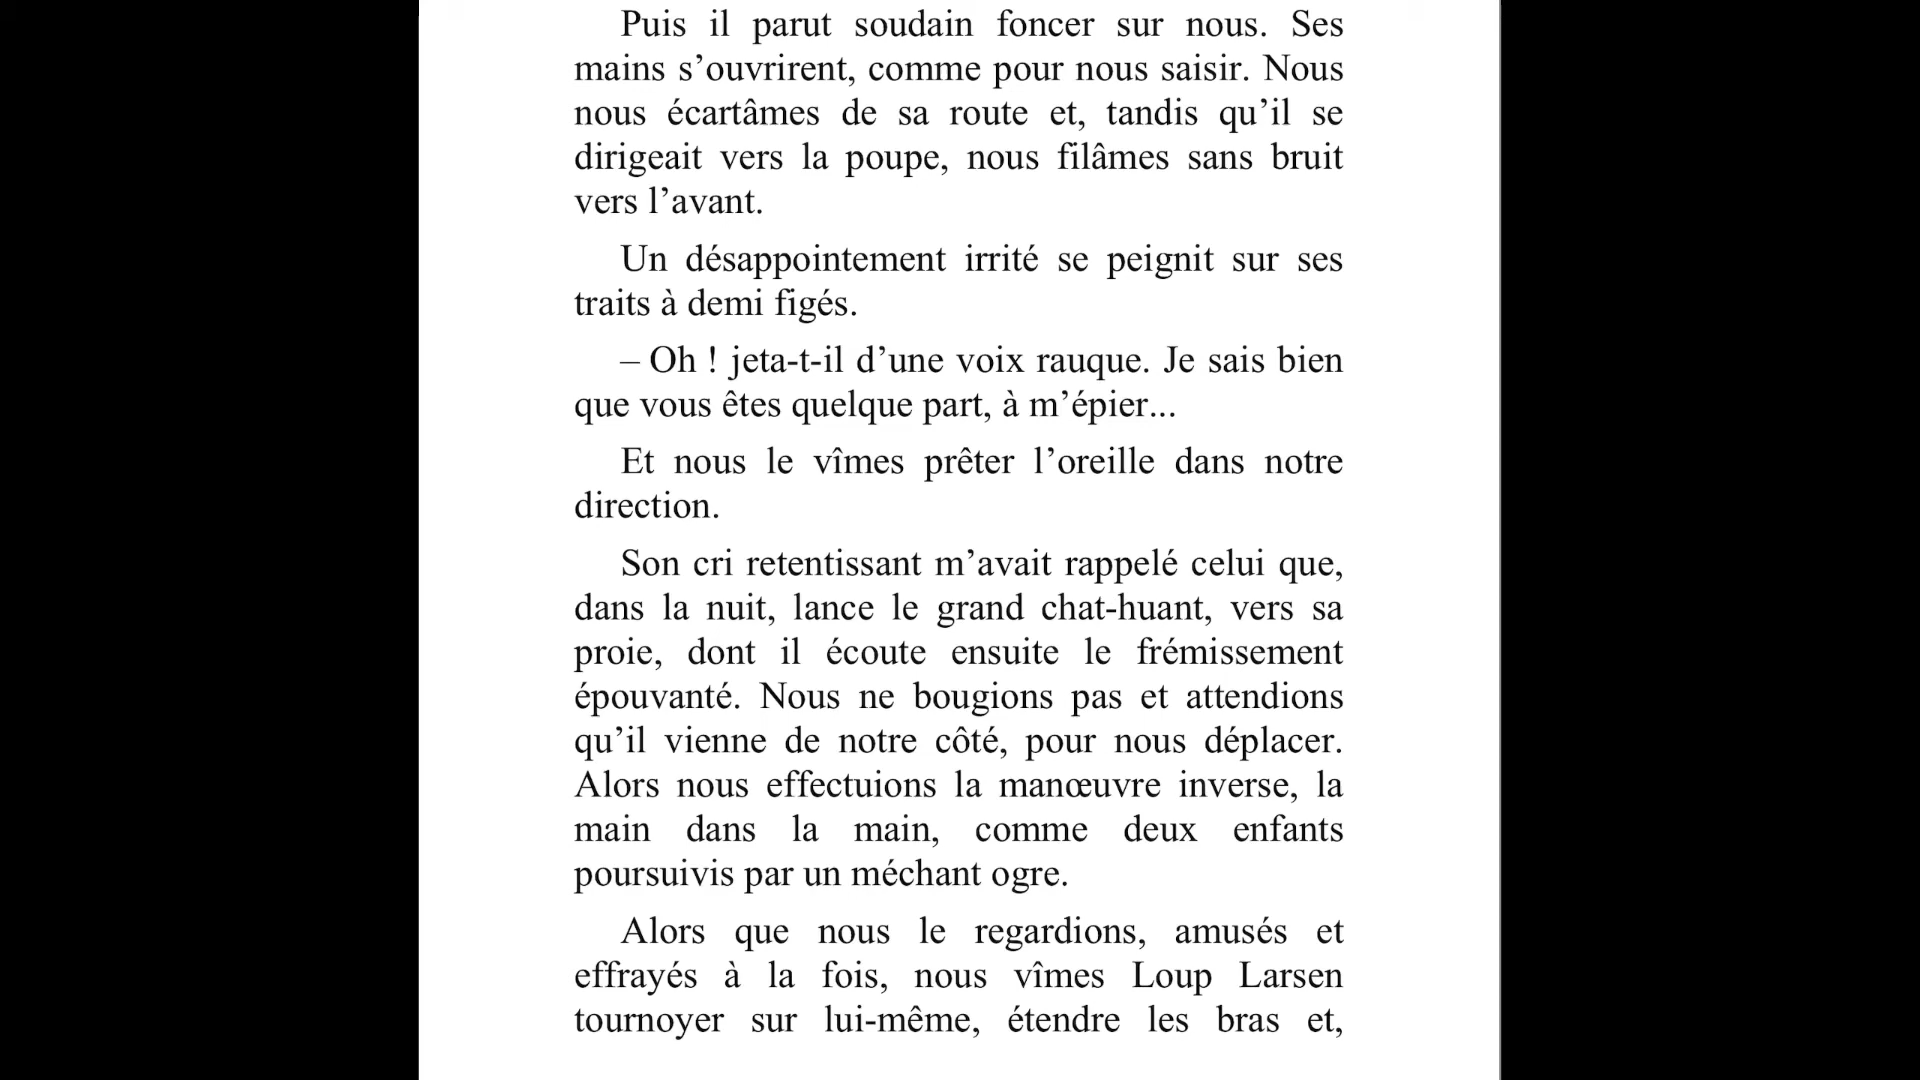 Puis il parut soudain foncer sur nous. Ses
mains s’ouvrirent, comme pour nous saisir. Nous
nous écartâmes de sa route et, tandis qu’il se
dirigeait vers la poupe, nous filâmes sans bruit
vers l’avant.
Un désappointement irrité se peignit sur ses
traits à demi figés.
– Oh ! jeta-t-il d’une voix rauque. Je sais bien
que vous êtes quelque part, à m’épier...
Et nous le vîmes prêter l’oreille dans notre
direction.
Son cri retentissant m’avait rappelé celui que,
dans la nuit, lance le grand chat-huant, vers sa
proie, dont il écoute ensuite le frémissement
épouvanté. Nous ne bougions pas et attendions
qu’il vienne de notre côté, pour nous déplacer.
Alors nous effectuions la manœuvre inverse, la
main dans la main, comme deux enfants
poursuivis par un méchant ogre.
Alors que nous le regardions, amusés et
effrayés à la fois, nous vîmes Loup Larsen
tournoyer sur lui-même, étendre les bras et,